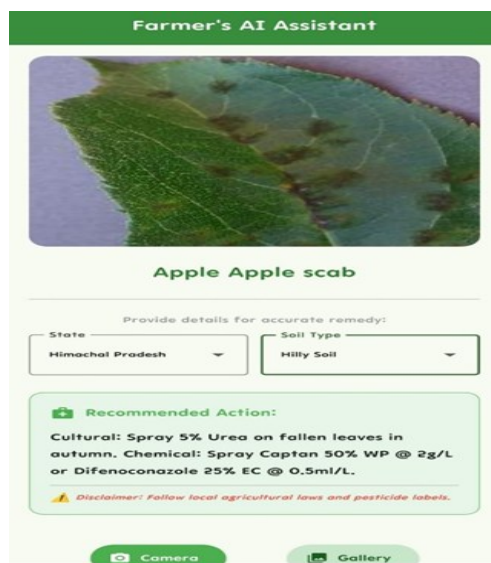 Farmer's AI Assistant
Apple Apple scab
Provide details for accurate remedy:
State
Himachal Pradesh
Soil Type
Hilly Soil
Recommended Action:
Cultural: Spray 5% Urea on fallen leaves in
autumn. Chemical: Spray Captan 50% WP @ 2g/L
or Difenoconazole 25% EC @ 0.5ml/L.
Disclaimer: Follow local agricultural laws and pesticide labels.
Camera
Gallery